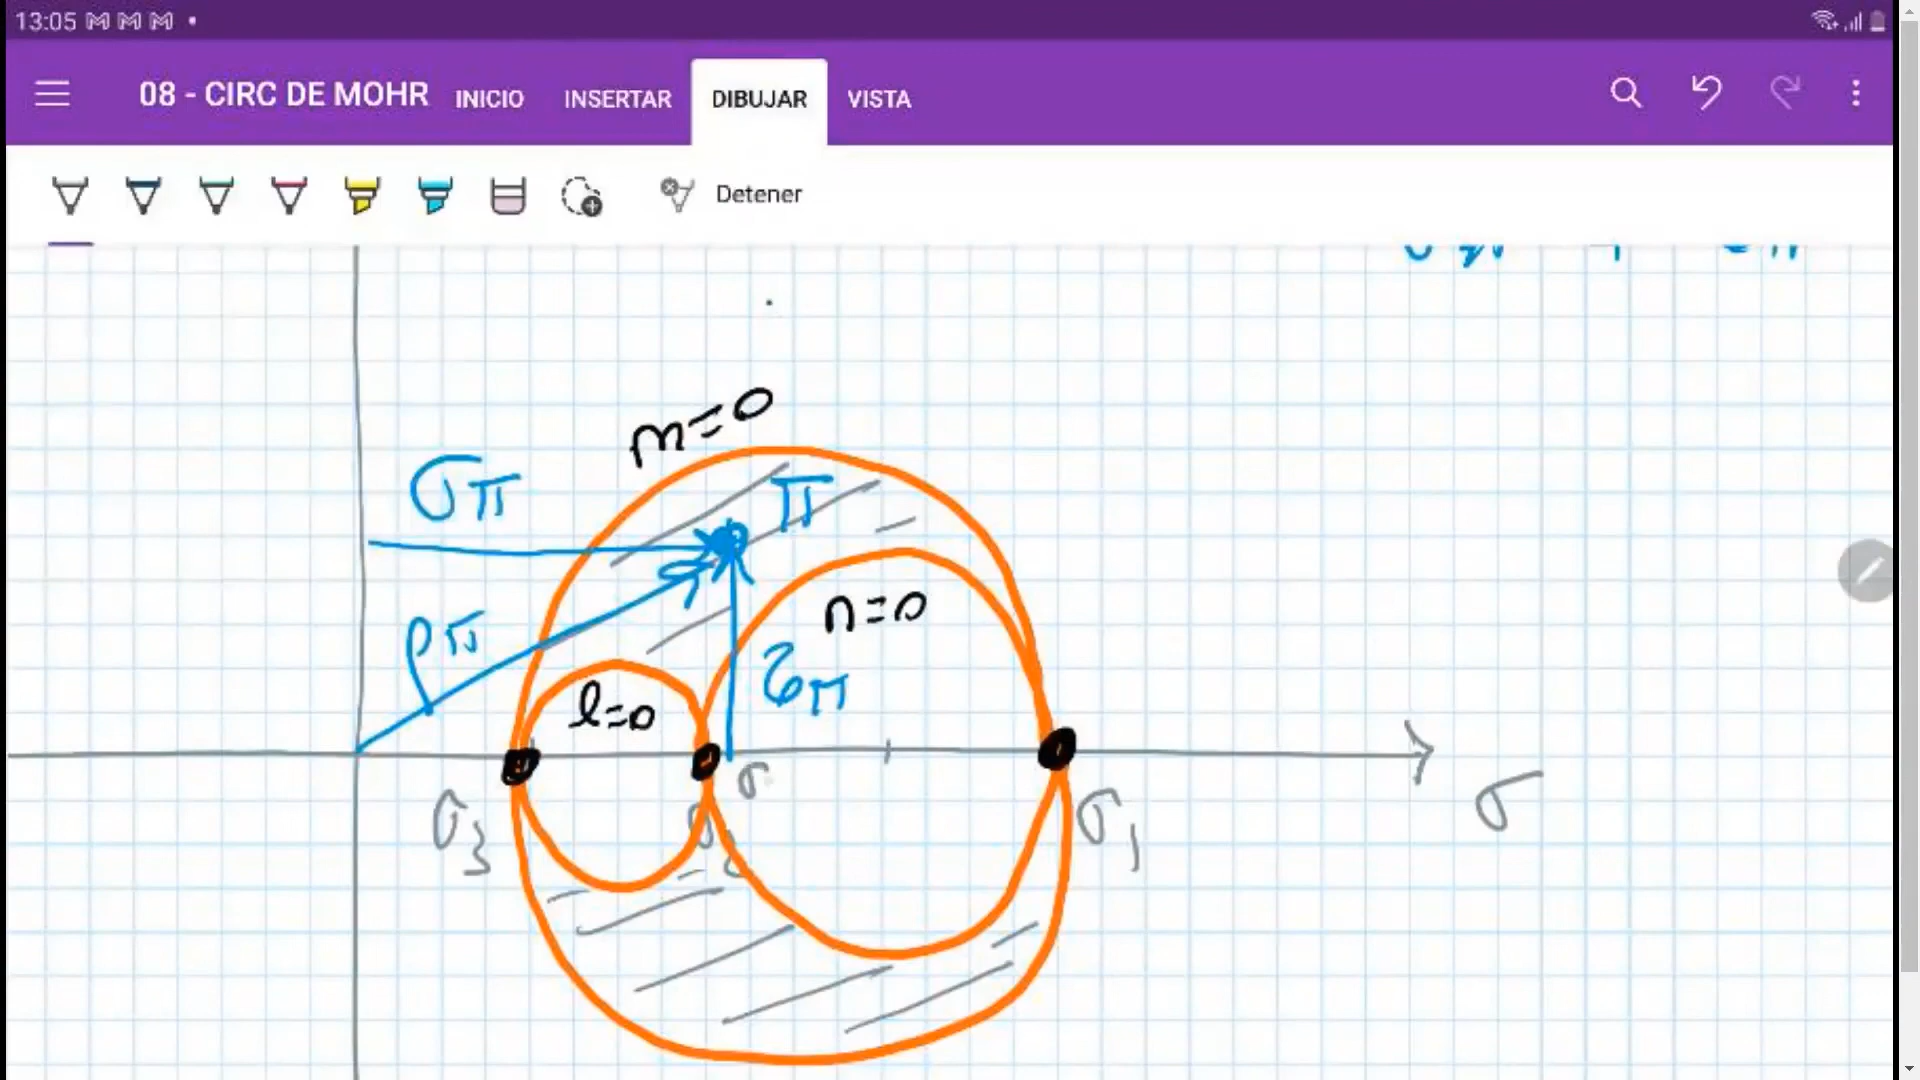 13:05
08 - CIRC DE MOHR INICIO INSERTAR DIBUJAR VISTA
Detener
m=0
σπ
π
n=0
ρπ
l=0
τπ
σ
σ3
σ2
σ1
σ